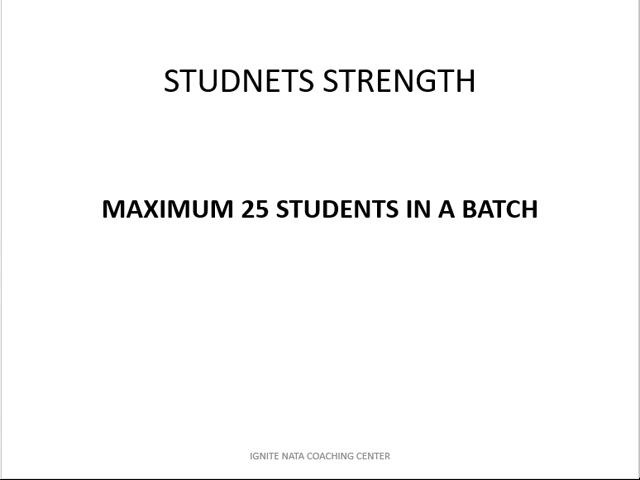 STUDNETS STRENGTH
MAXIMUM 25 STUDENTS IN A BATCH
IGNITE NATA COACHING CENTER